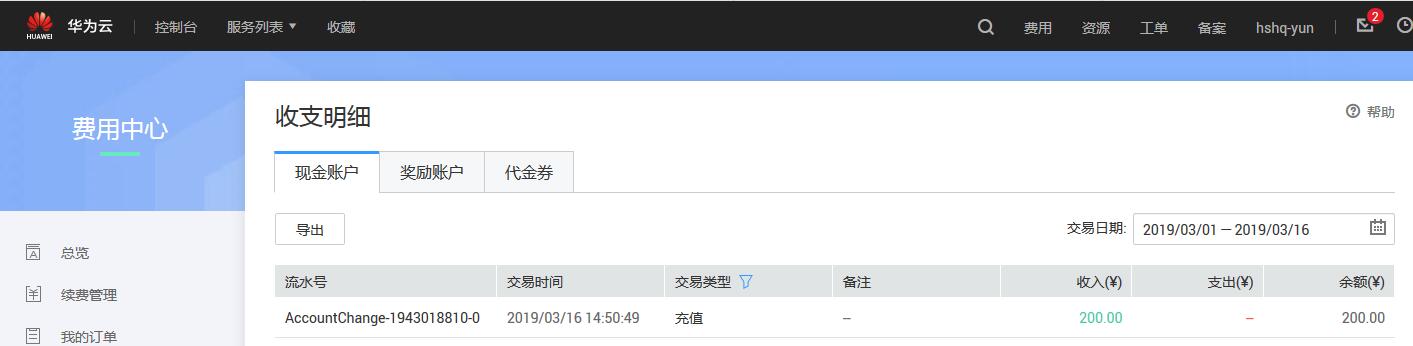 HUAWEI 华为云 控制台 服务列表 收藏 费用 资源 工单 备案 hshq-yun 2
费用中心
总览
续费管理
我的订单
收支明细 帮助
现金账户 奖励账户 代金券
导出 交易日期: 2019/03/01 — 2019/03/16
流水号 交易时间 交易类型 备注 收入(¥) 支出(¥) 余额(¥)
AccountChange-1943018810-0 2019/03/16 14:50:49 充值 -- 200.00 -- 200.00